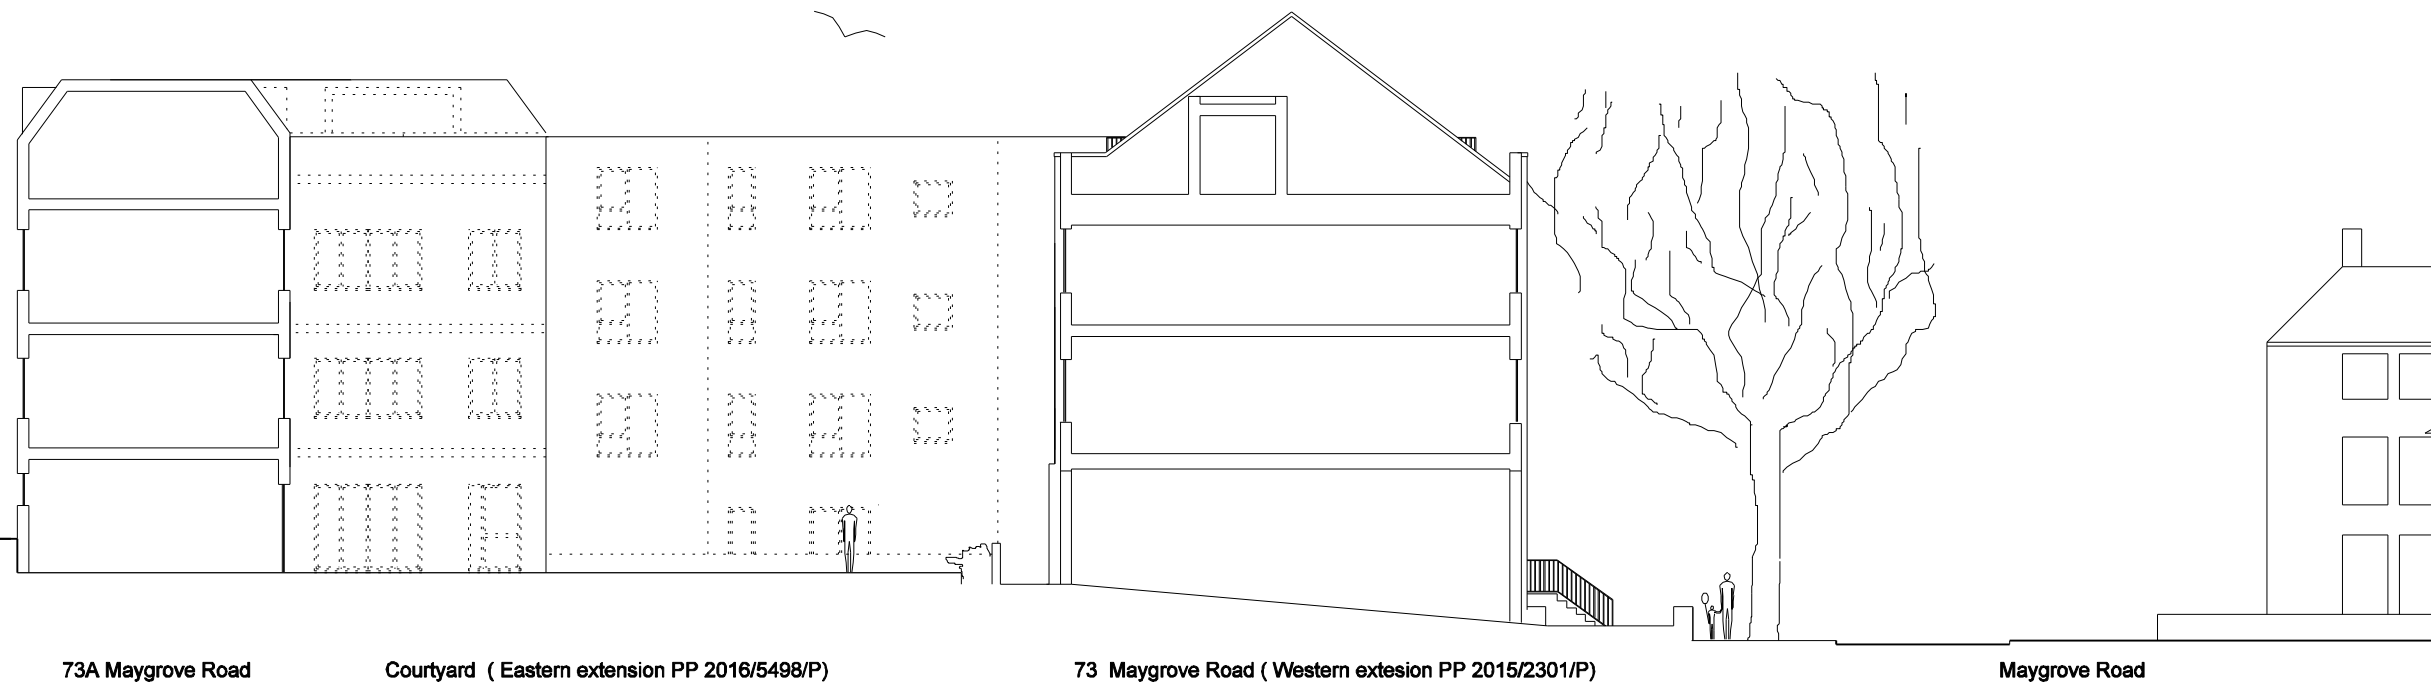 73A Maygrove Road
Courtyard ( Eastern extension PP 2016/5498/P)
73 Maygrove Road ( Western extesion PP 2015/2301/P)
Maygrove Road